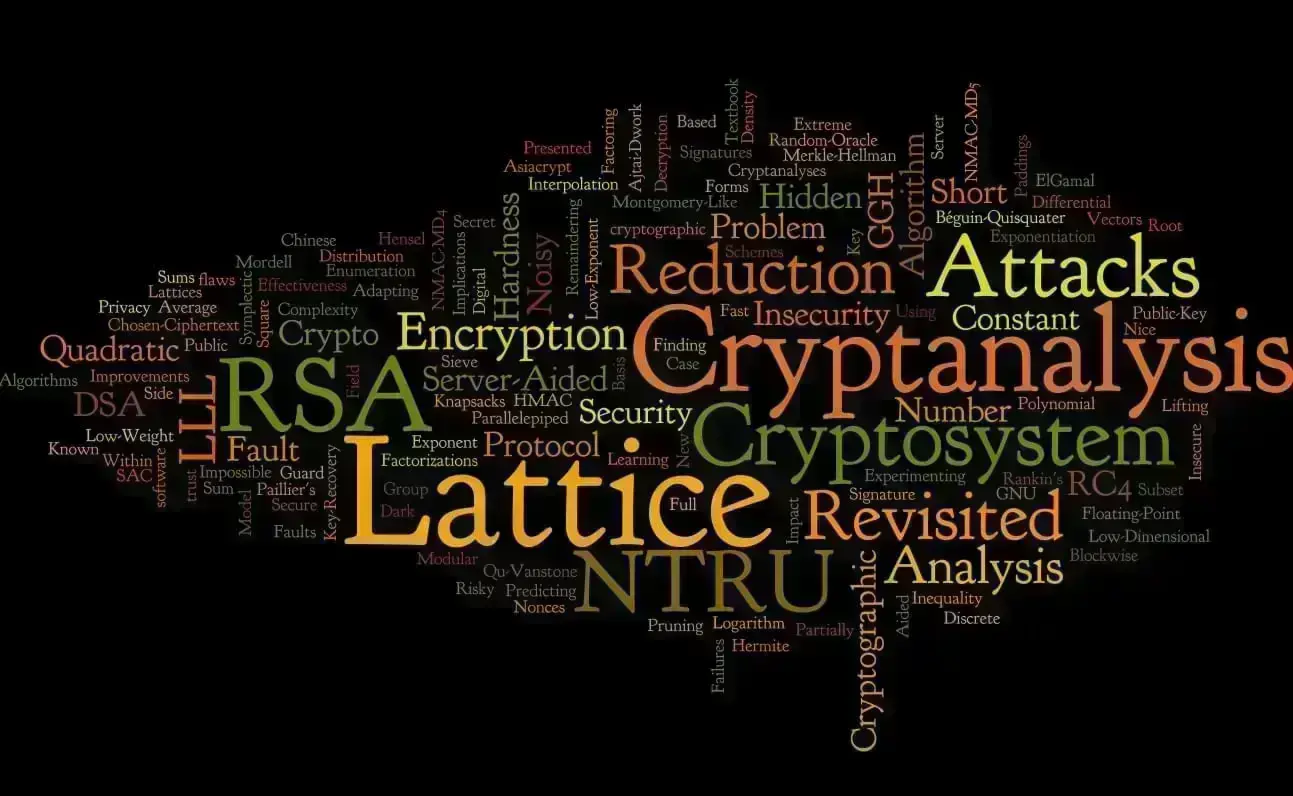 Textbook
Density
NMAC-MD5
Factoring
Ajtai-Dwork
Decryption
Based
Extreme
Random-Oracle
Server
Presented
Signatures
Merkle-Hellman
Paddings
Asiacrypt
Cryptanalyses
ElGamal
Interpolation
Forms
Hidden
GGH
Algorithm
Short
Differential
Montgomery-Like
Béguin-Quisquater
Vectors
Root
NMAC-MD4
Secret
Hardness
Remaindering
Low-Exponent
cryptographic
Problem
Key
Exponentiation
Chinese
Hensel
Implications
Noisy
Schemes
Attacks
Mordell
Distribution
Digital
Reduction
Sums
flaws
Enumeration
Lattices
Symplectic
Effectiveness
Adapting
Privacy
Average
Square
Complexity
Fast
Insecurity
Using
Constant
Public-Key
Chosen-Ciphertext
Crypto
Encryption
Cryptanalysis
Nice
Quadratic
Public
Finding
Sieve
Case
Algorithms
Improvements
Field
Server-Aided
Basis
Side
RSA
DSA
LLL
Knapsacks
HMAC
Security
Number
Polynomial
Lifting
Parallelepiped
Low-Weight
Known
Fault
Exponent
Protocol
New
Cryptosystem
Insecure
Within
software
Factorizations
Learning
SAC
trust
Impossible
Guard
Key-Recovery
Lattice
Experimenting
Rankin's
RC4
Subset
Sum
Model
Paillier's
Group
Full
Signature
GNU
Secure
Dark
Impact
Revisited
Floating-Point
Faults
Low-Dimensional
Modular
Cryptographic
Analysis
Blockwise
Qu-Vanstone
NTRU
Risky
Predicting
Nonces
Aided
Inequality
Discrete
Pruning
Logarithm
Partially
Failures
Hermite